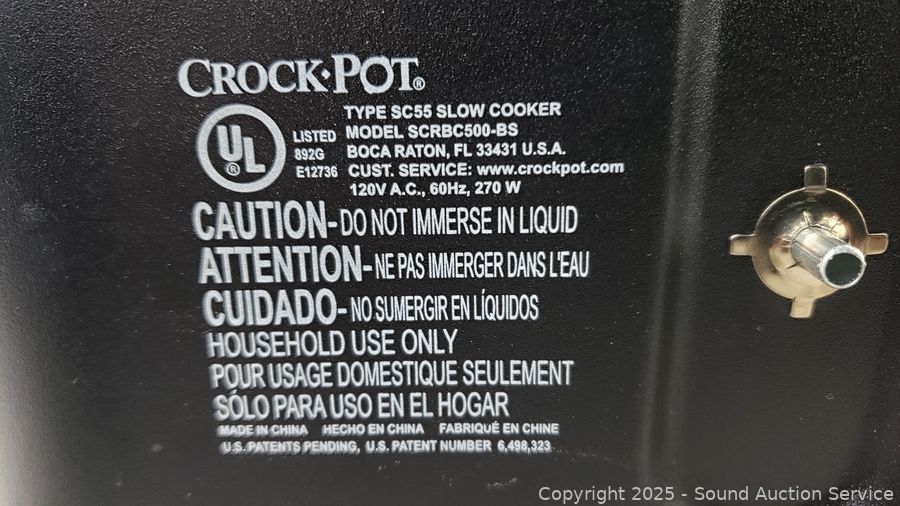 CROCK•POT®
UL®
LISTED
892G
E12736
TYPE SC55 SLOW COOKER
MODEL SCRBC500-BS
BOCA RATON, FL 33431 U.S.A.
CUST. SERVICE: www.crockpot.com
120V A.C., 60Hz, 270 W
CAUTION-DO NOT IMMERSE IN LIQUID
ATTENTION-NE PAS IMMERGER DANS L'EAU
CUIDADO-NO SUMERGIR EN LÍQUIDOS
HOUSEHOLD USE ONLY
POUR USAGE DOMESTIQUE SEULEMENT
SÓLO PARA USO EN EL HOGAR
MADE IN CHINA HECHO EN CHINA FABRIQUÉ EN CHINE
U.S. PATENTS PENDING, U.S. PATENT NUMBER 6,498,323
Copyright © 2025 - Sound Auction Service